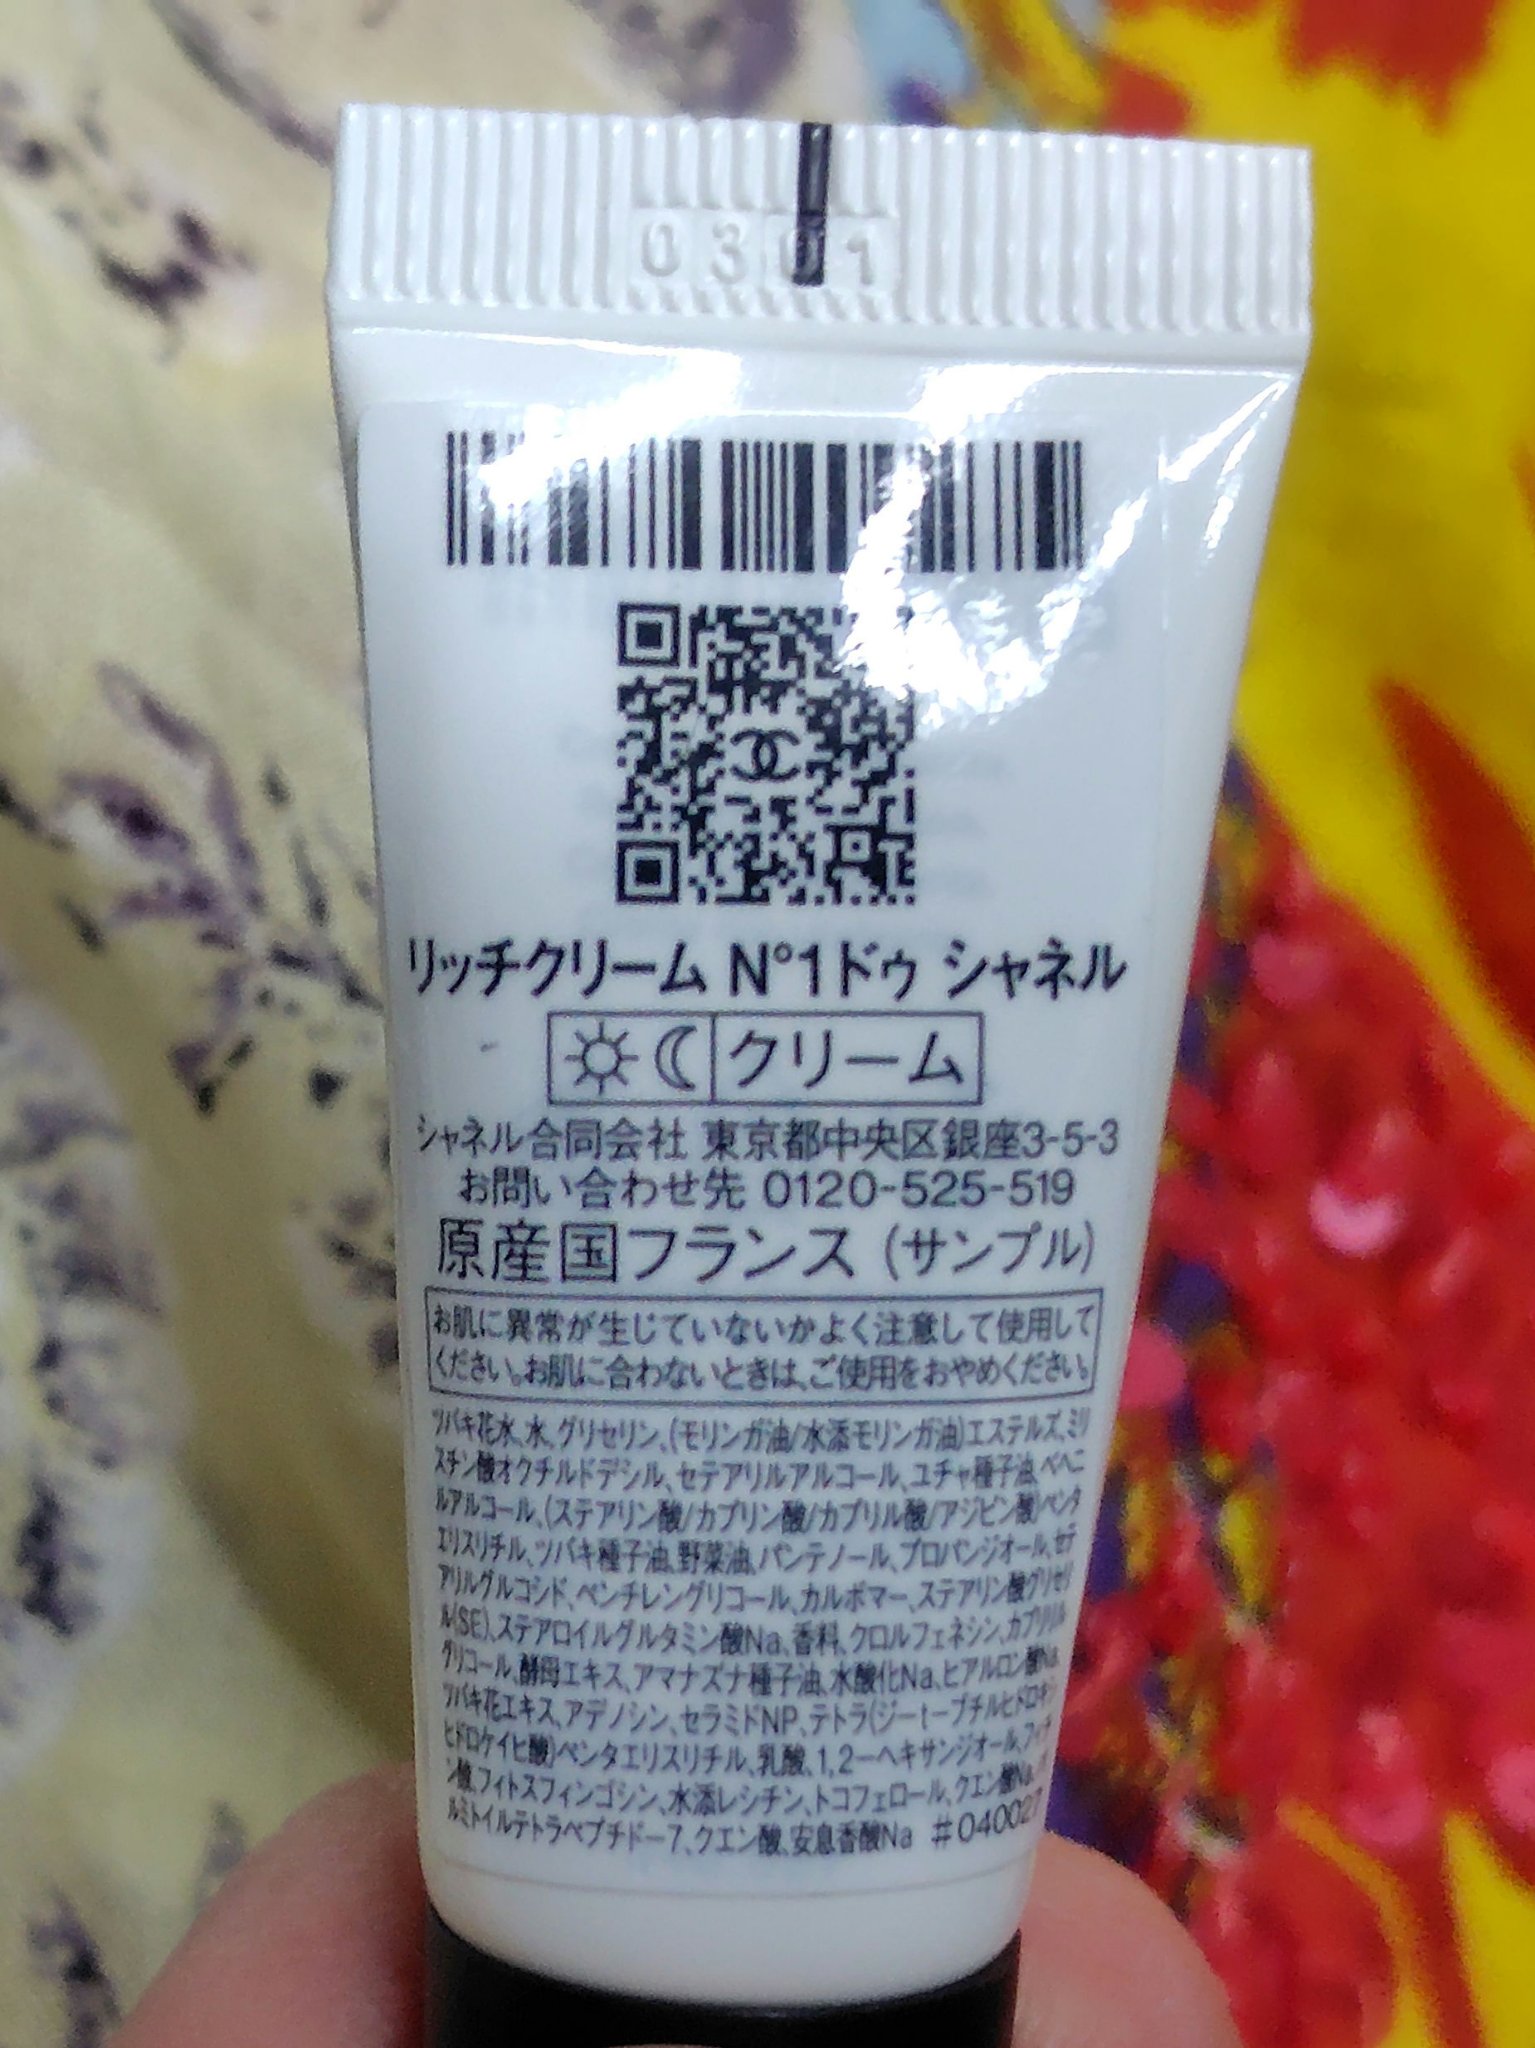 0301
リッチクリーム N°1ドゥ シャネル
クリーム
シャネル合同会社 東京都中央区銀座3-5-3
お問い合わせ先 0120-525-519
原産国フランス (サンプル)
お肌に異常が生じていないかよく注意して使用して
ください。お肌に合わないときは、ご使用をおやめください。
ツバキ花水、水、グリセリン、(モリンガ油/水添モリンガ油)エステルズ、ミリ
スチン酸オクチルドデシル、セテアリルアルコール、ユチャ種子油、ベヘニ
ルアルコール、(ステアリン酸/カプリン酸/カプリル酸/アジピン酸)ペンタ
エリスリチル、ツバキ種子油、野菜油、パンテノール、プロパンジオール、セテ
アリルグルコシド、ペンチレングリコール、カルボマー、ステアリン酸グリセリ
ル(SE)、ステアロイルグルタミン酸Na、香料、クロルフェネシン、カプリリル
グリコール、酵母エキス、アマナズナ種子油、水酸化Na、ヒアルロン酸Na、
ツバキ花エキス、アデノシン、セラミドNP、テトラ(ジ-t-ブチルヒドロキシ
ヒドロケイヒ酸)ペンタエリスリチル、乳酸、1,2-ヘキサンジオール、フィチ
ン酸、フィトスフィンゴシン、水添レシチン、トコフェロール、クエン酸Na、パ
ルミトイルテトラペプチド-7、クエン酸、安息香酸Na #040027